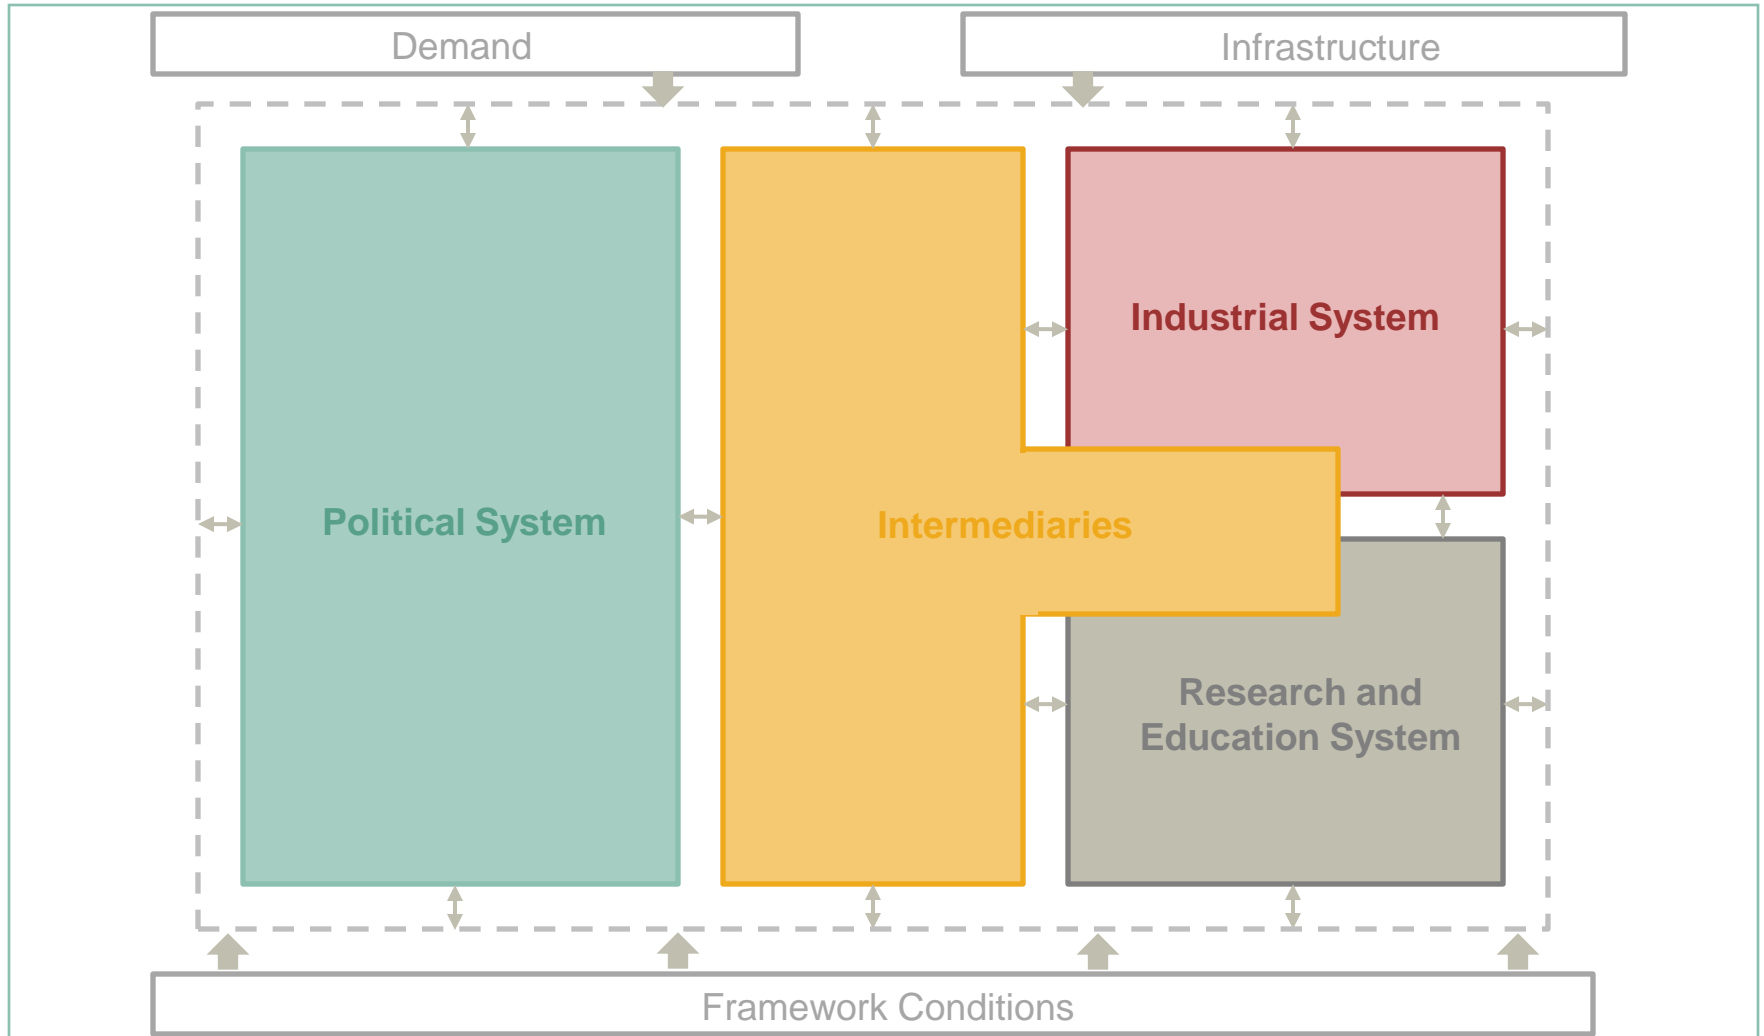 Demand
Infrastructure
Industrial System
Political System
Intermediaries
Research and
Education System
Framework Conditions